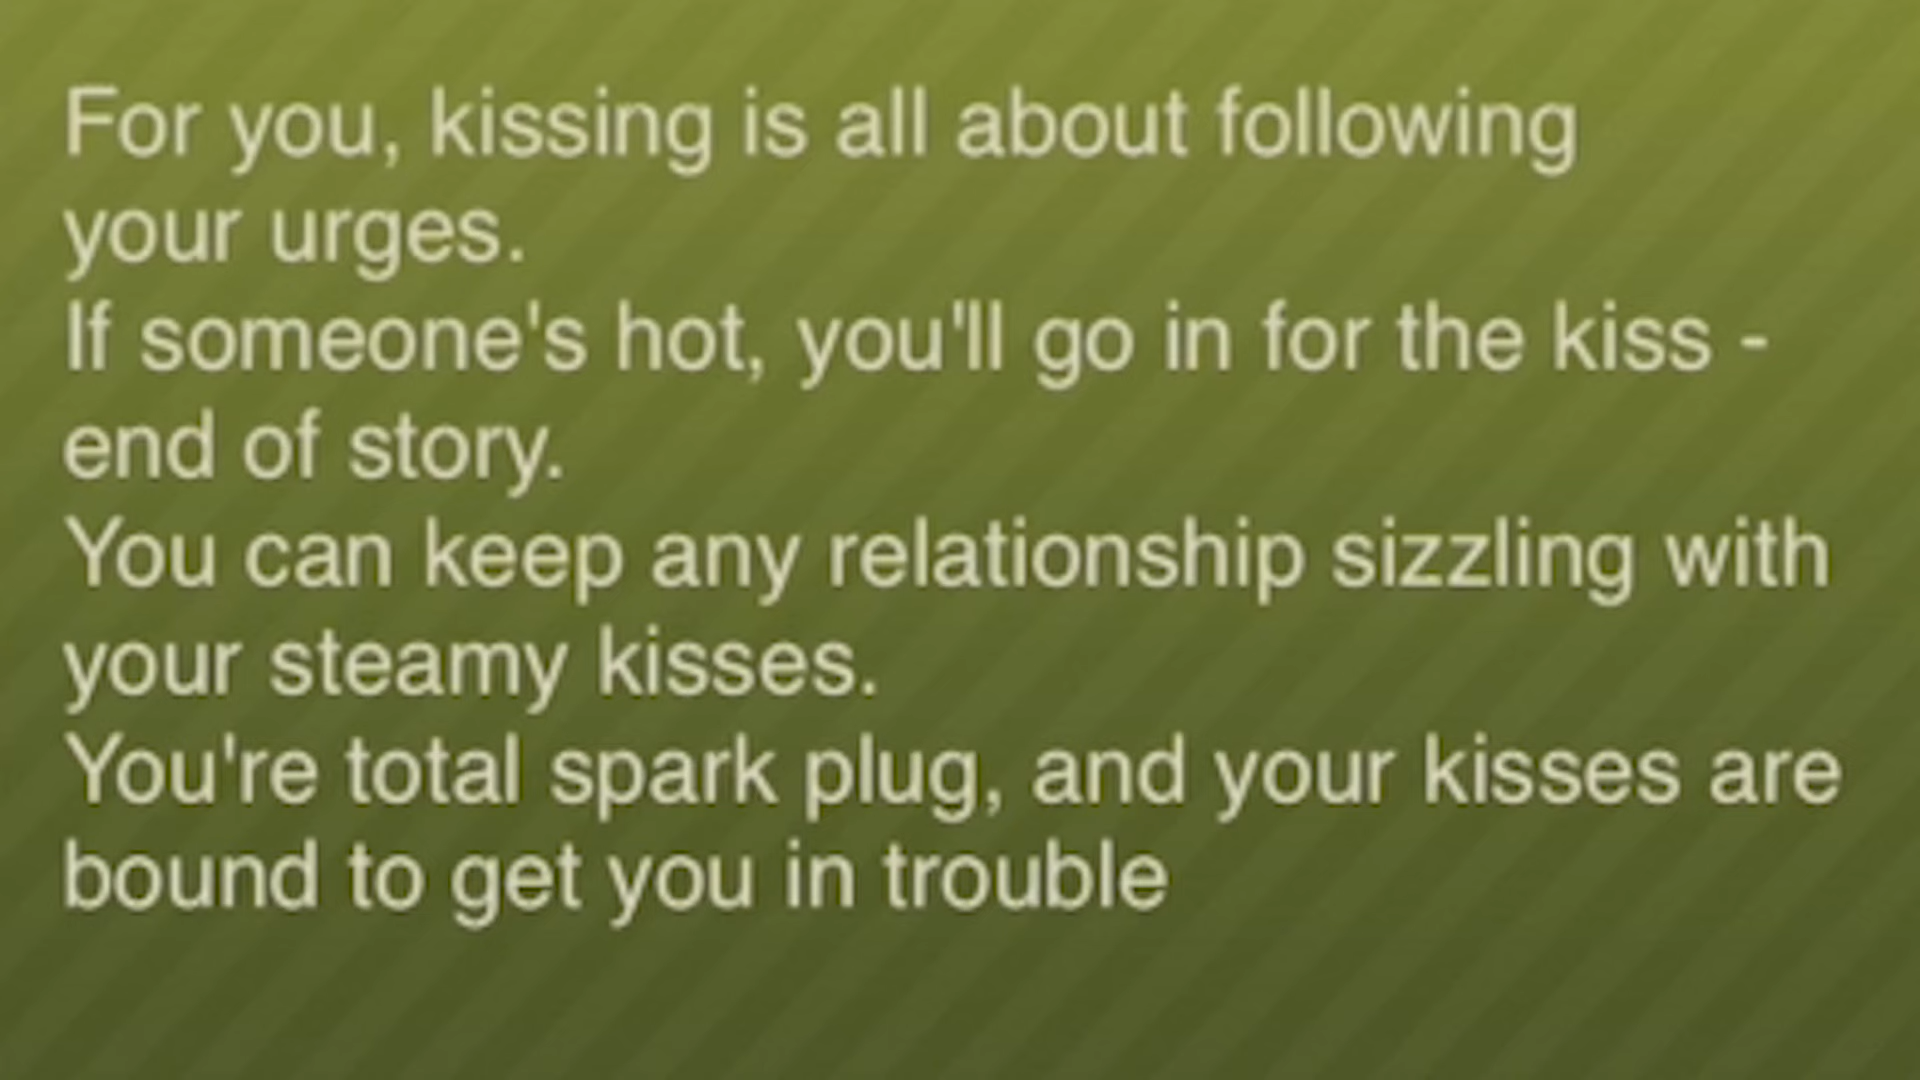 For you, kissing is all about following
your urges.
If someone's hot, you'll go in for the kiss -
end of story.
You can keep any relationship sizzling with
your steamy kisses.
You're total spark plug, and your kisses are
bound to get you in trouble